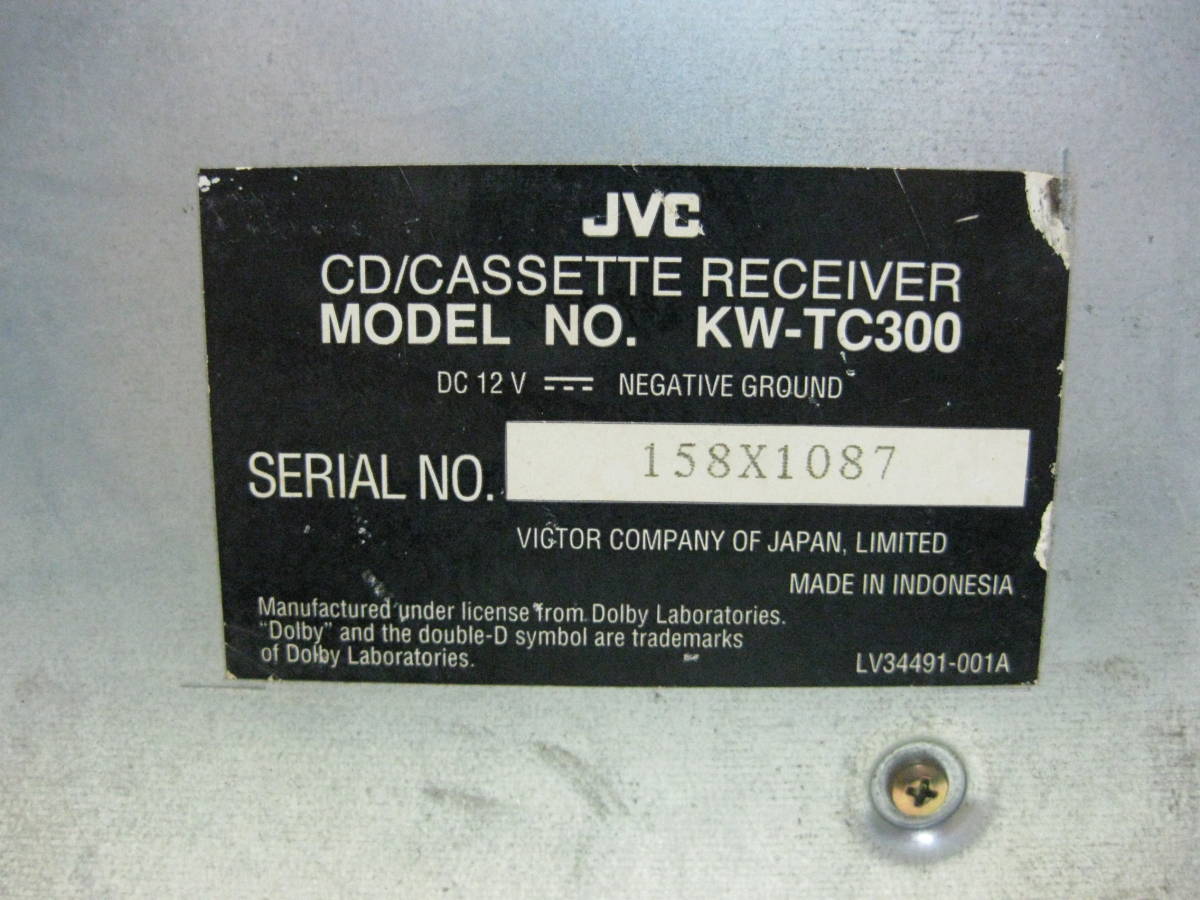 JVC
CD/CASSETTE RECEIVER
MODEL NO. KW-TC300
DC 12 V ⎓ NEGATIVE GROUND
SERIAL NO. 158X1087
VICTOR COMPANY OF JAPAN, LIMITED
MADE IN INDONESIA
Manufactured under license from Dolby Laboratories.
"Dolby" and the double-D symbol are trademarks
of Dolby Laboratories.
LV34491-001A